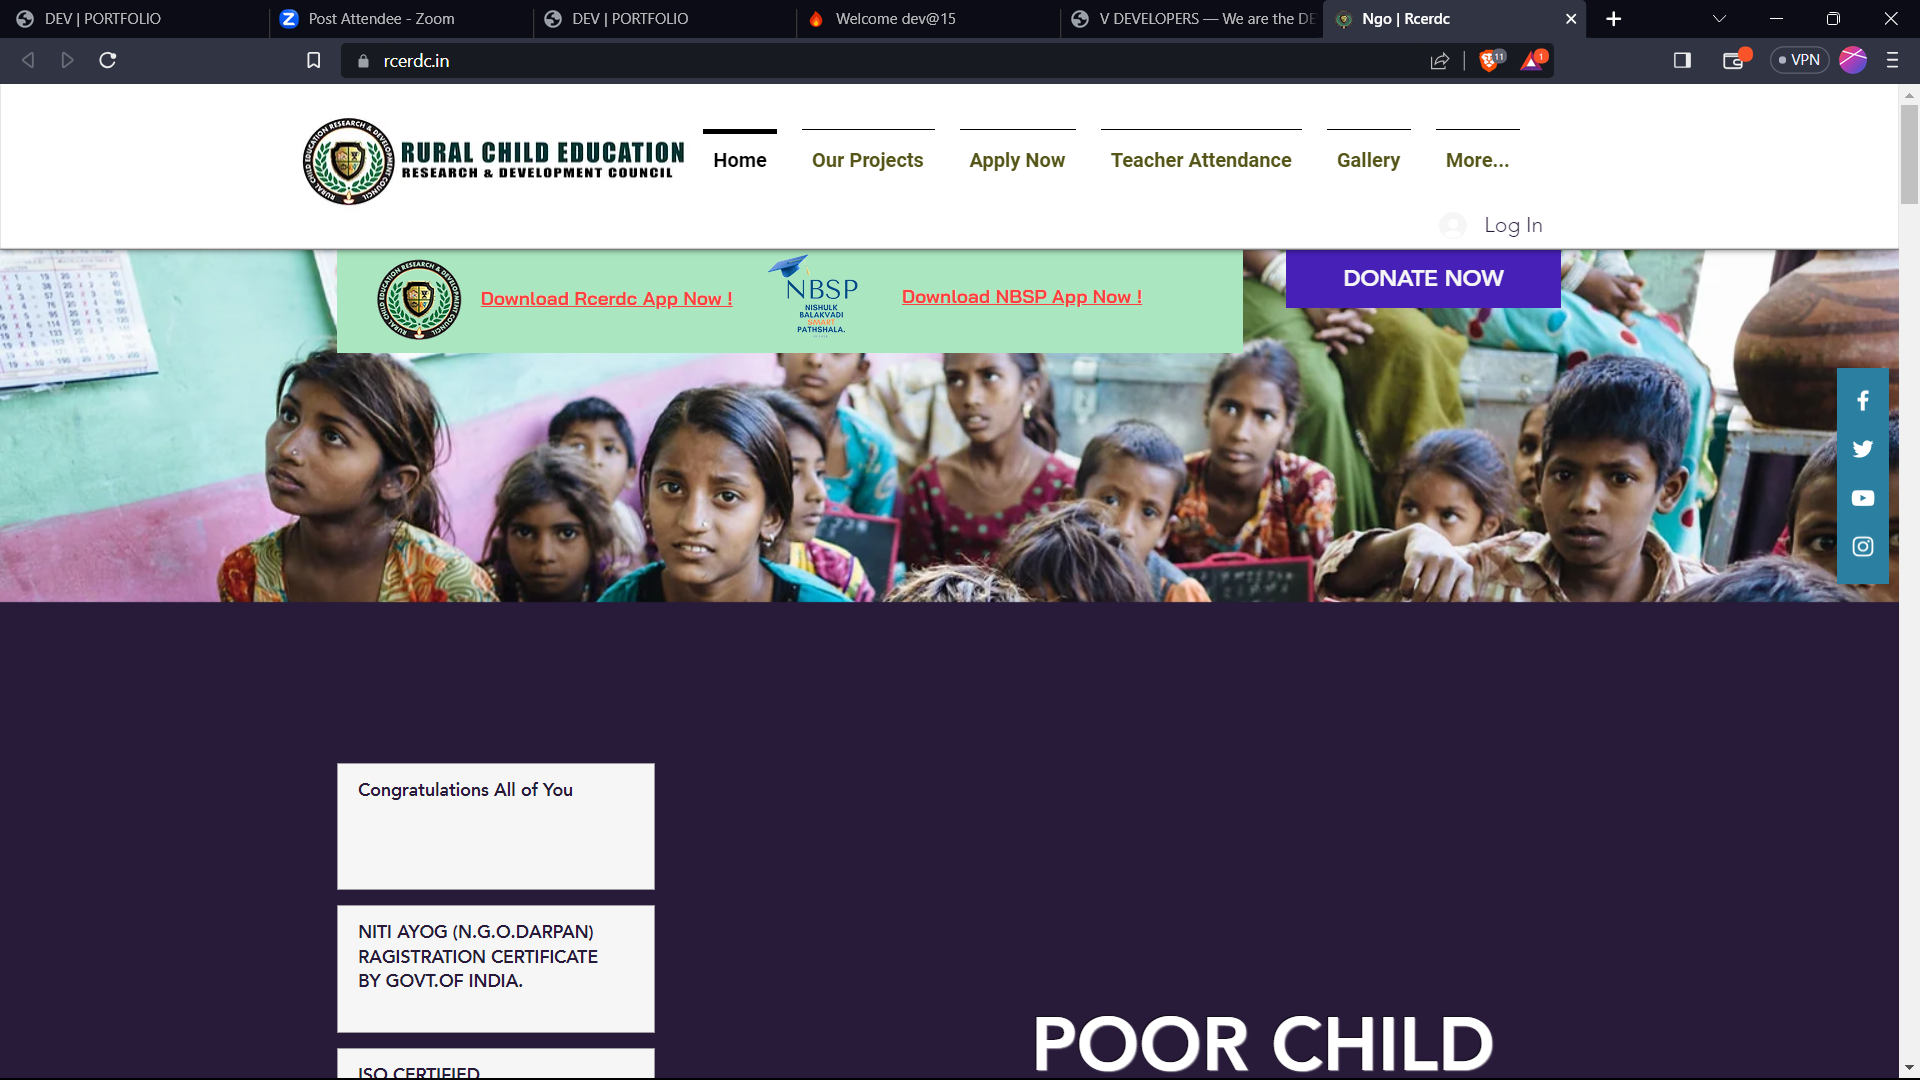 DEV | PORTFOLIO
Post Attendee - Zoom
DEV | PORTFOLIO
Welcome dev@15
V DEVELOPERS — We are the DE
Ngo | Rcerdc
rcerdc.in
11
1
VPN
RURAL CHILD EDUCATION
RESEARCH & DEVELOPMENT COUNCIL
Home
Our Projects
Apply Now
Teacher Attendance
Gallery
More...
Log In
Download Rcerdc App Now !
NBSP
NISHULK
BALAKVADI
SMART
PATHSHALA.
Download NBSP App Now !
DONATE NOW
Congratulations All of You
NITI AYOG (N.G.O.DARPAN)
RAGISTRATION CERTIFICATE
BY GOVT.OF INDIA.
ISO CERTIFIED
POOR CHILD